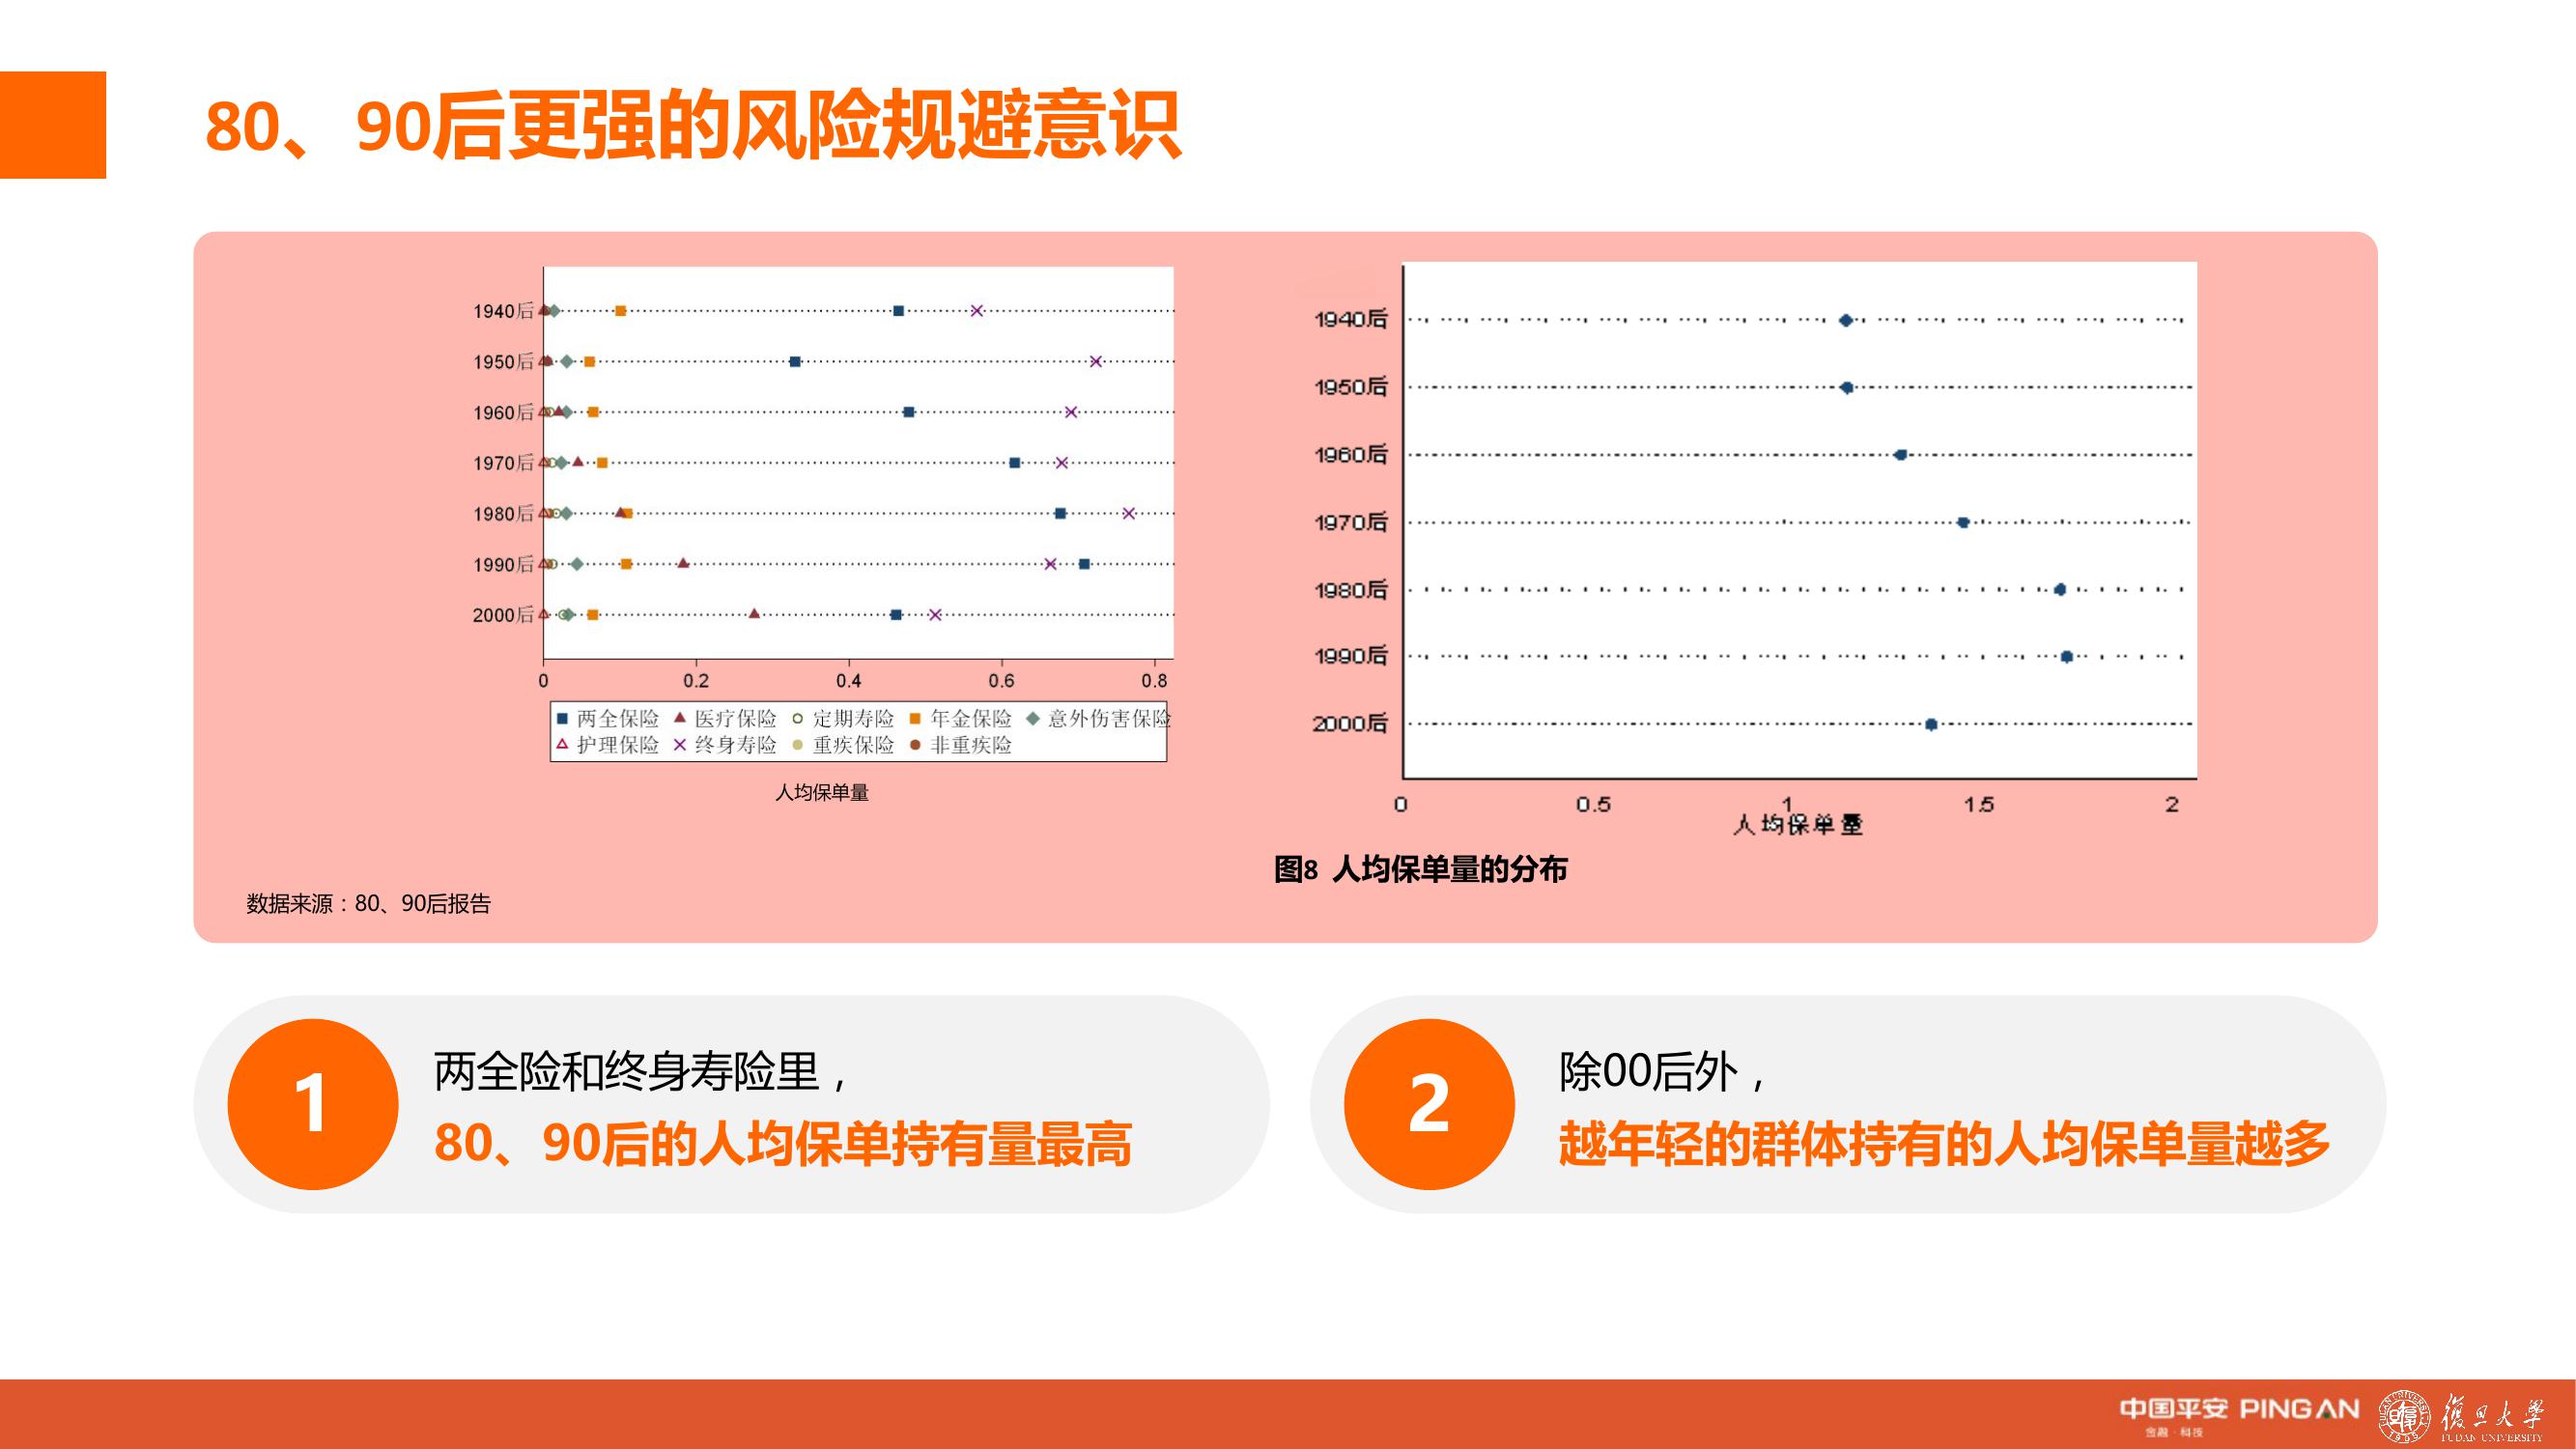 80、90后更强的风险规避意识
1940后
1950后
1960后
1970后
1980后
1990后
2000后
0 0.2 0.4 0.6 0.8
两全保险 医疗保险 定期寿险 年金保险 意外伤害保险
护理保险 终身寿险 重疾保险 非重疾险
人均保单量
1940后
1950后
1960后
1970后
1980后
1990后
2000后
0 0.5 1 1.5 2
人均保单量
图8 人均保单量的分布
数据来源：80、90后报告
1
两全险和终身寿险里，
80、90后的人均保单持有量最高
2
除00后外，
越年轻的群体持有的人均保单量越多
中国平安 PING AN
金融·科技
復旦大学
FUDAN UNIVERSITY